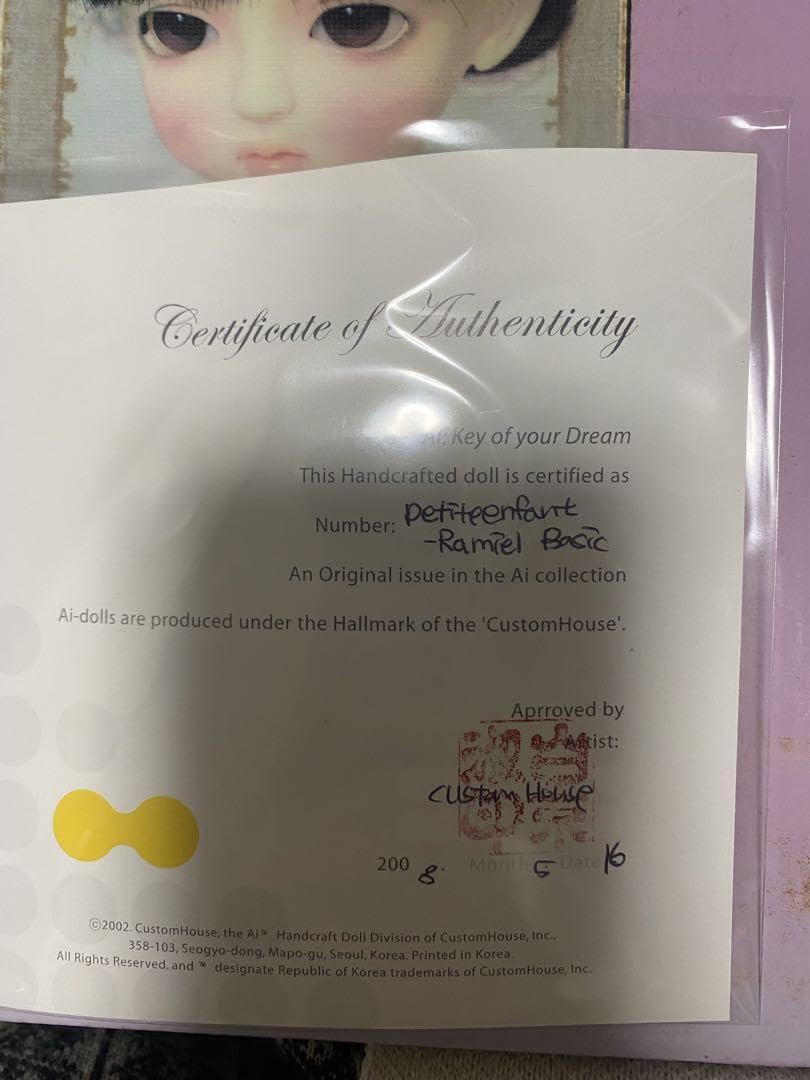 Certificate of Authenticity
Ai: Key of your Dream
This Handcrafted doll is certified as
Number: Petiteenfant
-Ramiel Basic
An Original issue in the Ai collection
Ai-dolls are produced under the Hallmark of the 'CustomHouse'.
Aprroved by
Artist:
Custom House
200 8. Month 5 Date 16
©2002. CustomHouse, the Ai™ Handcraft Doll Division of CustomHouse, Inc.,
358-103, Seogyo-dong, Mapo-gu, Seoul, Korea. Printed in Korea.
All Rights Reserved. and ™ designate Republic of Korea trademarks of CustomHouse, Inc.